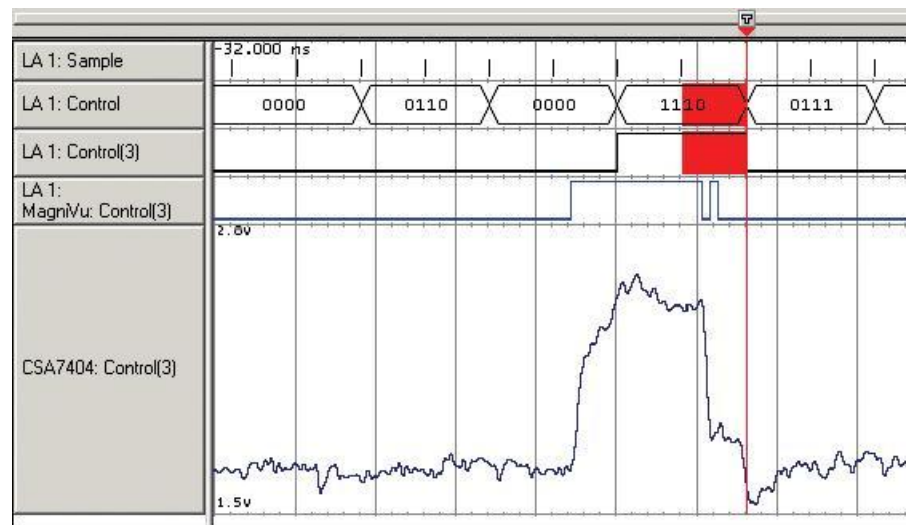 T
LA 1: Sample
-32.000 ns
LA 1: Control
0000 0110 0000 1110 0111
LA 1: Control(3)
LA 1:
MagniVu: Control(3)
2.8V
CSA7404: Control(3)
1.5V